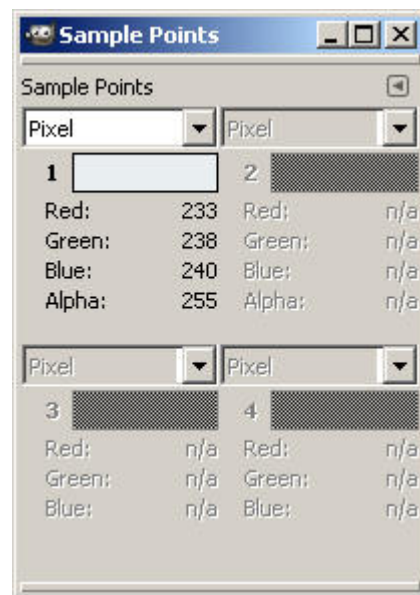 Sample Points
Sample Points
Pixel Pixel
1 2
Red: 233 Red: n/a
Green: 238 Green: n/a
Blue: 240 Blue: n/a
Alpha: 255 Alpha: n/a
Pixel Pixel
3 4
Red: n/a Red: n/a
Green: n/a Green: n/a
Blue: n/a Blue: n/a